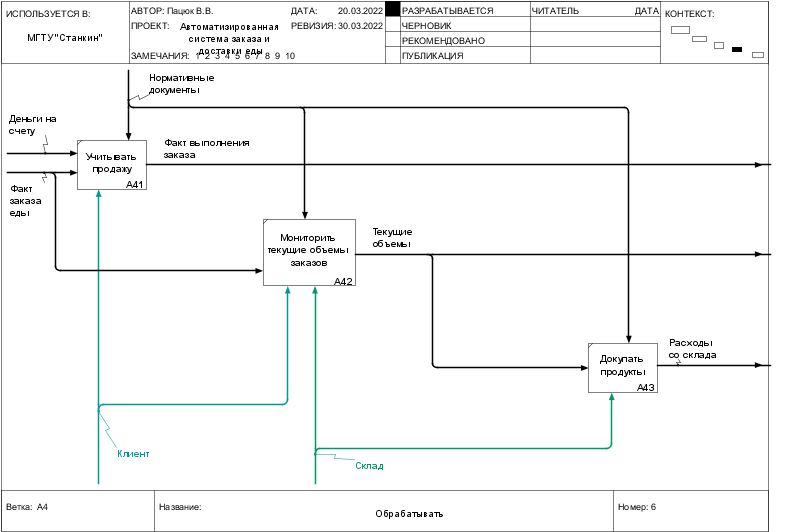 ИСПОЛЬЗУЕТСЯ В:
МГТУ"Станкин"
АВТОР: Пацюк В.В.
ДАТА: 20.03.2022
ПРОЕКТ: Автоматизированная
система заказа и
доставки еды
РЕВИЗИЯ: 30.03.2022
ЗАМЕЧАНИЯ: 1 2 3 4 5 6 7 8 9 10
РАЗРАБАТЫВАЕТСЯ
ЧЕРНОВИК
РЕКОМЕНДОВАНО
ПУБЛИКАЦИЯ
ЧИТАТЕЛЬ ДАТА
КОНТЕКСТ:
Нормативные
документы
Деньги на
счету
Факт выполнения
заказа
Учитывать
продажу
A41
Факт
заказа
еды
Мониторить
текущие объемы
заказов
A42
Текущие
объемы
Докупать
продукты
A43
Расходы
со склада
Клиент
Склад
Ветка: A4
Название:
Обрабатывать
Номер: 6